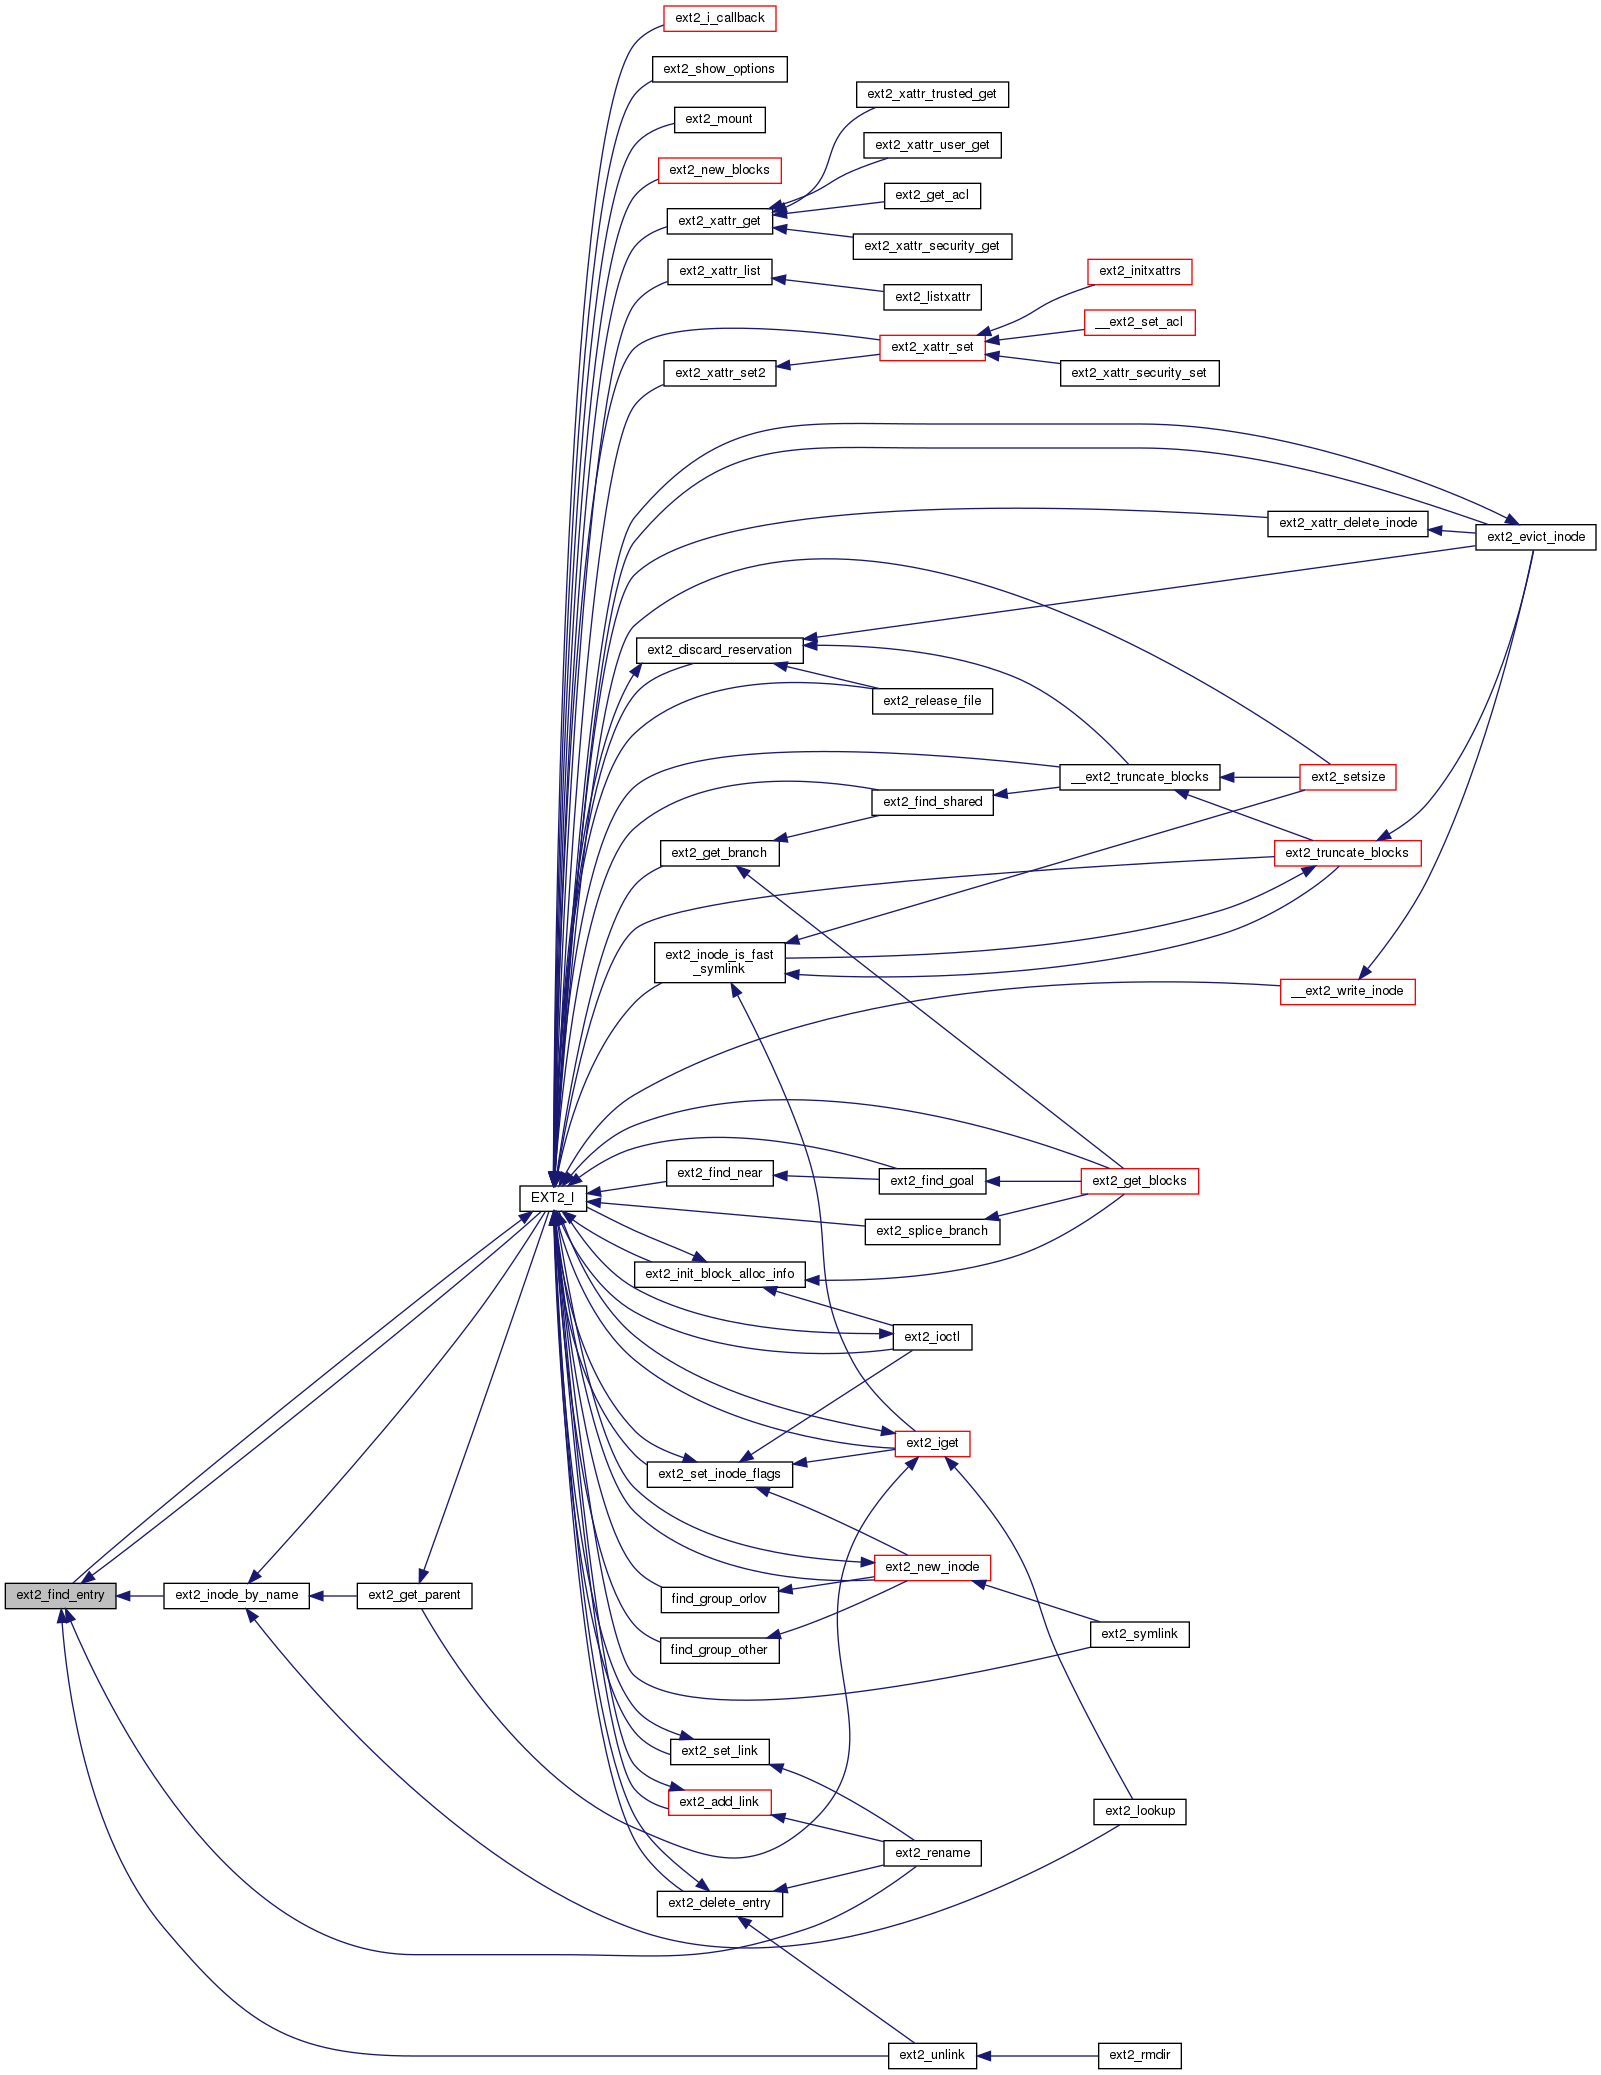 ext2_i_callback
ext2_show_options
ext2_xattr_trusted_get
ext2_mount
ext2_xattr_user_get
ext2_new_blocks
ext2_get_acl
ext2_xattr_get
ext2_xattr_security_get
ext2_xattr_list
ext2_initxattrs
ext2_listxattr
__ext2_set_acl
ext2_xattr_set
ext2_xattr_set2
ext2_xattr_security_set
ext2_xattr_delete_inode
ext2_evict_inode
ext2_discard_reservation
ext2_release_file
__ext2_truncate_blocks
ext2_setsize
ext2_find_shared
ext2_get_branch
ext2_truncate_blocks
ext2_inode_is_fast
_symlink
__ext2_write_inode
ext2_find_near
ext2_find_goal
ext2_get_blocks
EXT2_I
ext2_splice_branch
ext2_init_block_alloc_info
ext2_ioctl
ext2_iget
ext2_set_inode_flags
ext2_new_inode
ext2_find_entry
ext2_inode_by_name
ext2_get_parent
find_group_orlov
ext2_symlink
find_group_other
ext2_set_link
ext2_add_link
ext2_lookup
ext2_rename
ext2_delete_entry
ext2_unlink
ext2_rmdir